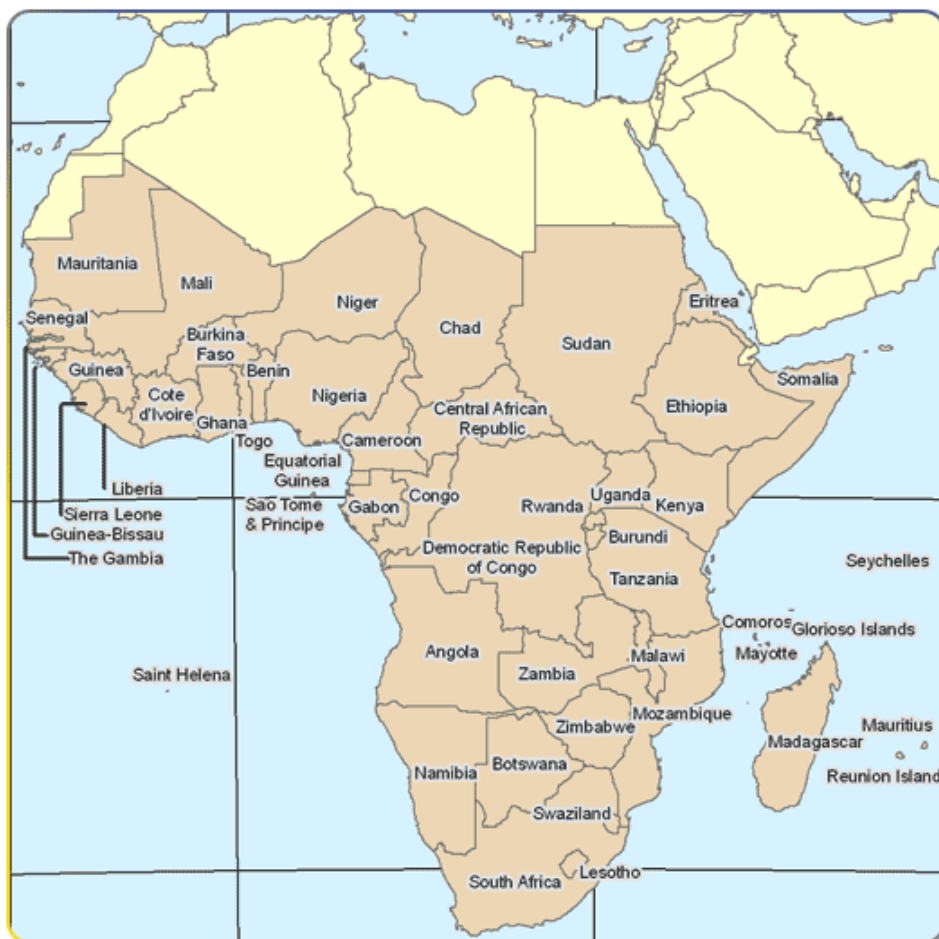 Mauritania
Mali
Niger
Chad
Sudan
Eritrea
Senegal
Burkina
Faso
Guinea
Benin
Nigeria
Cote
d'Ivoire
Ghana
Togo
Central African
Republic
Ethiopia
Somalia
Cameroon
Equatorial
Guinea
Liberia
Sierra Leone
Guinea-Bissau
The Gambia
Sao Tome
& Principe
Gabon
Congo
Rwanda
Uganda
Kenya
Burundi
Democratic Republic
of Congo
Tanzania
Seychelles
Comoros
Glorioso Islands
Mayotte
Angola
Zambia
Malawi
Saint Helena
Mozambique
Zimbabwe
Mauritius
Madagascar
Reunion Island
Namibia
Botswana
Swaziland
Lesotho
South Africa